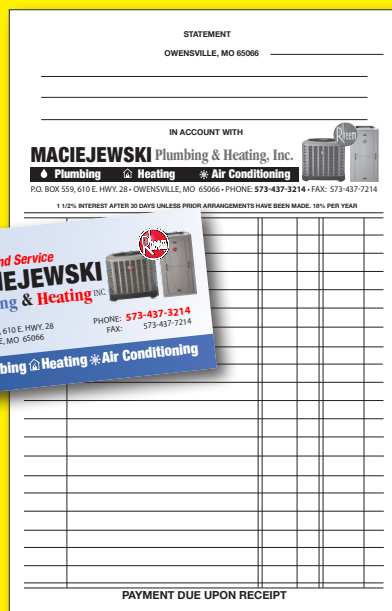 STATEMENT
OWENSVILLE, MO 65066
IN ACCOUNT WITH
MACIEJEWSKI Plumbing & Heating, Inc.
Rheem
Plumbing Heating Air Conditioning
P.O. BOX 559, 610 E. HWY. 28 • OWENSVILLE, MO 65066 • PHONE: 573-437-3214 • FAX: 573-437-7214
1 1/2% INTEREST AFTER 30 DAYS UNLESS PRIOR ARRANGEMENTS HAVE BEEN MADE. 18% PER YEAR
nd Service
Rheem
IEJEWSKI
ng & Heating INC.
, 610 E. HWY. 28
E, MO 65066
PHONE: 573-437-3214
FAX: 573-437-7214
bing Heating Air Conditioning
PAYMENT DUE UPON RECEIPT